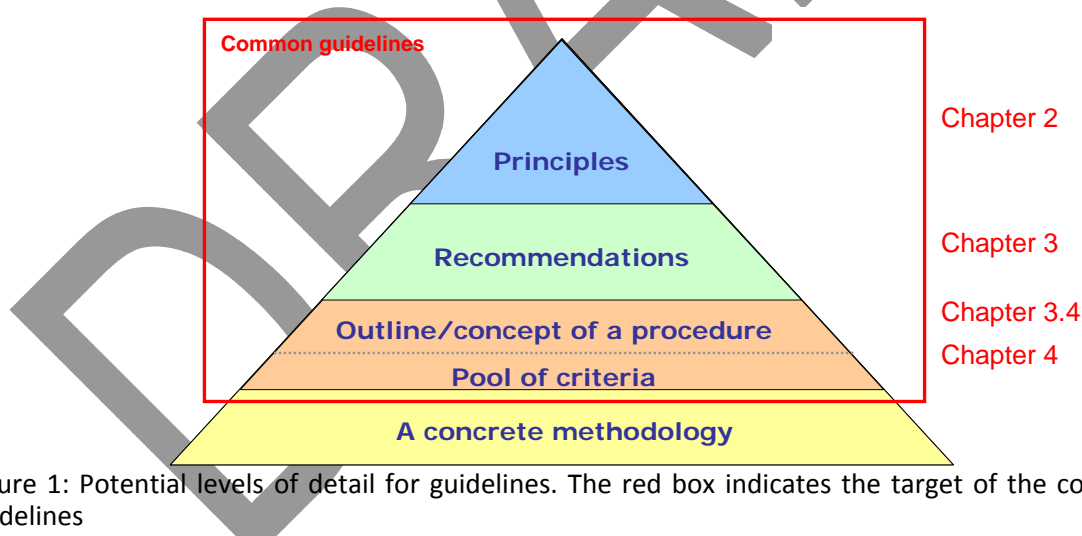 Common guidelines
Chapter 2
Principles
Chapter 3
Recommendations
Chapter 3.4
Outline/concept of a procedure
Chapter 4
Pool of criteria
A concrete methodology
ure 1: Potential levels of detail for guidelines. The red box indicates the target of the co
delines